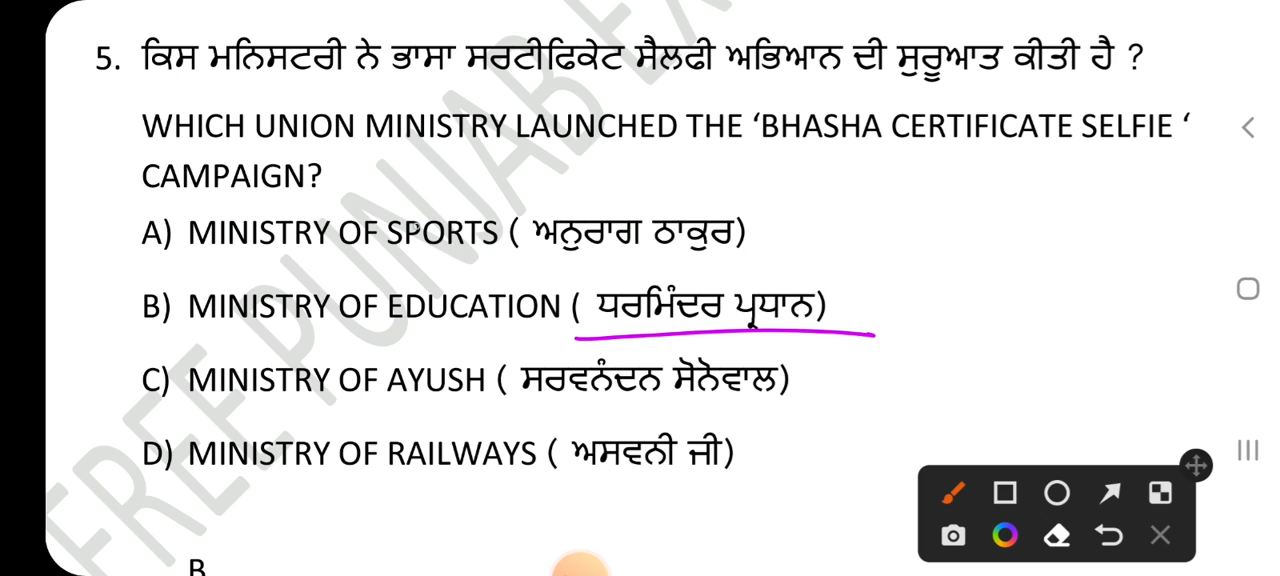 5. ਕਿਸ ਮਨਿਸਟਰੀ ਨੇ ਭਾਸਾ ਸਰਟੀਫਿਕੇਟ ਸੈਲਫੀ ਅਭਿਆਨ ਦੀ ਸੁਰੂਆਤ ਕੀਤੀ ਹੈ ?
WHICH UNION MINISTRY LAUNCHED THE ‘BHASHA CERTIFICATE SELFIE ‘
CAMPAIGN?
A) MINISTRY OF SPORTS ( ਅਨੁਰਾਗ ਠਾਕੁਰ)
B) MINISTRY OF EDUCATION ( ਧਰਮਿੰਦਰ ਪ੍ਰਧਾਨ)
C) MINISTRY OF AYUSH ( ਸਰਵਨੰਦਨ ਸੋਨੋਵਾਲ)
D) MINISTRY OF RAILWAYS ( ਅਸਵਨੀ ਜੀ)
B
FREE PUNJAB EX